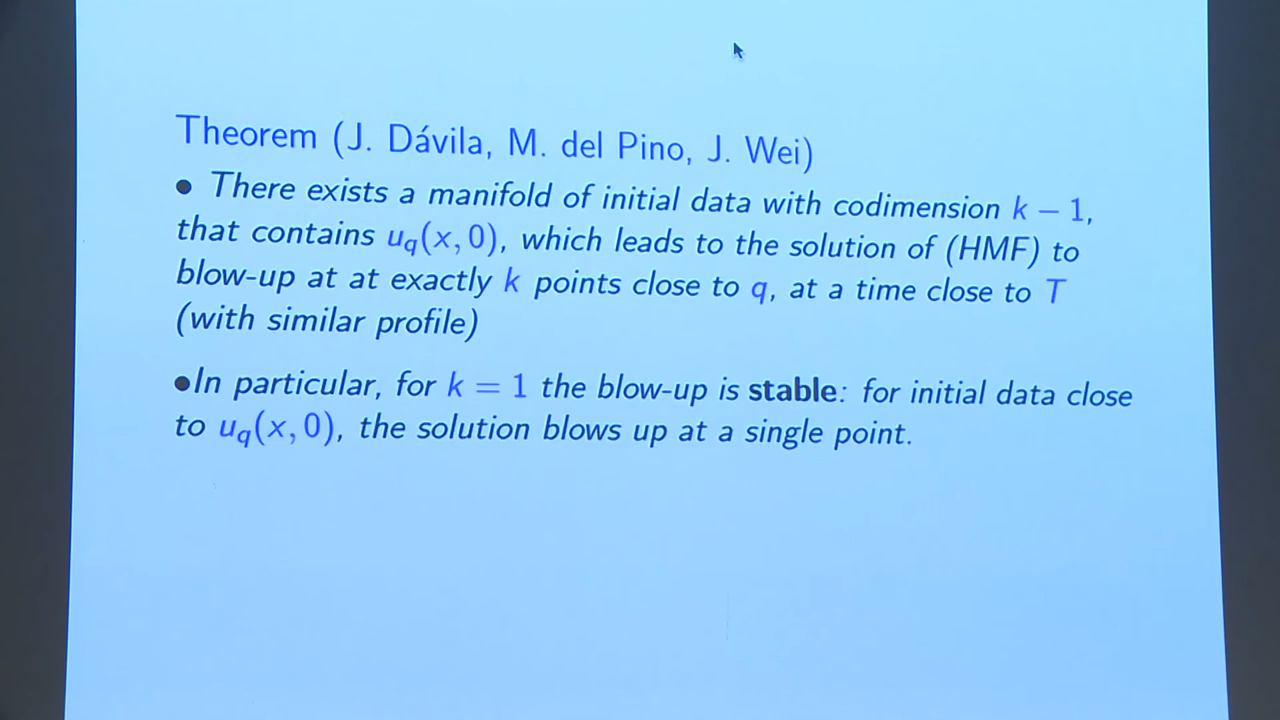 Theorem (J. Dávila, M. del Pino, J. Wei)
• There exists a manifold of initial data with codimension k − 1,
that contains u_q(x, 0), which leads to the solution of (HMF) to
blow-up at at exactly k points close to q, at a time close to T
(with similar profile)
•In particular, for k = 1 the blow-up is stable: for initial data close
to u_q(x, 0), the solution blows up at a single point.